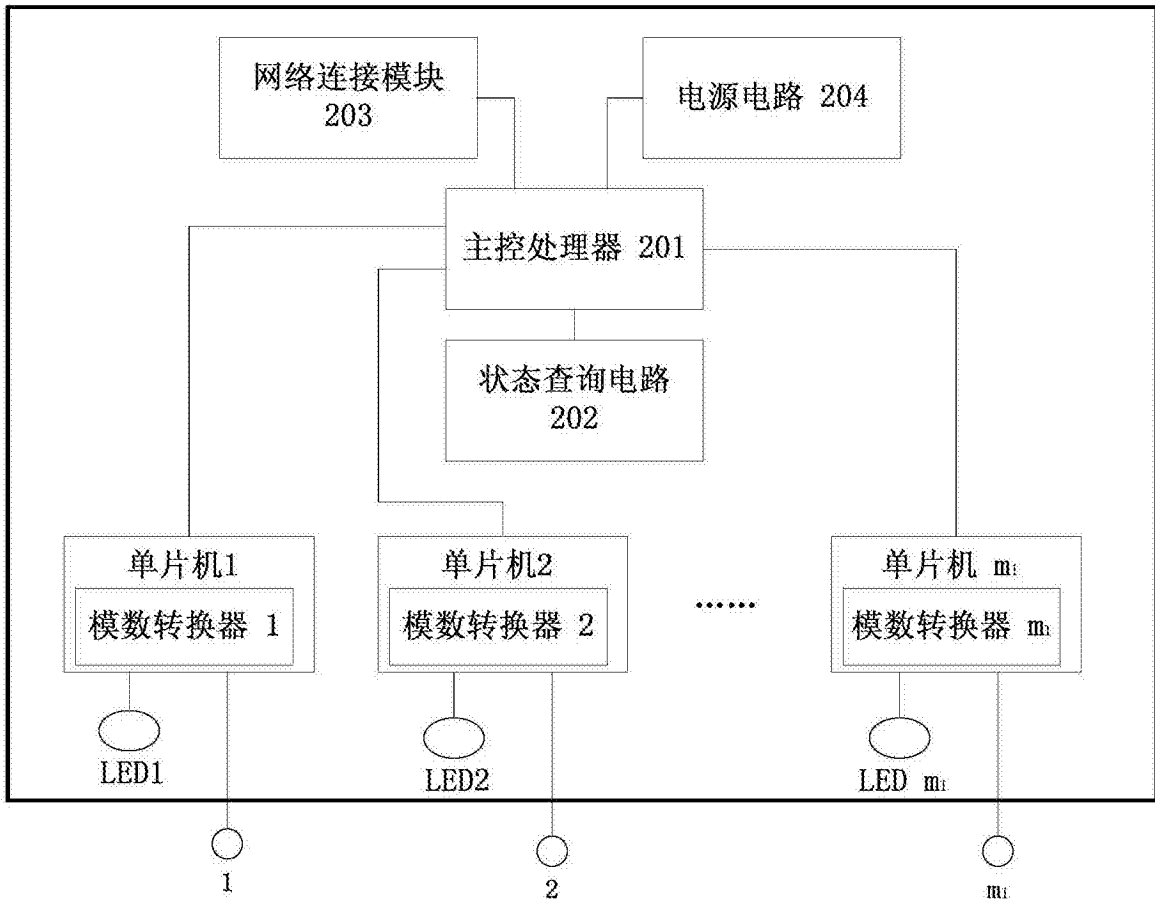 网络连接模块
203
电源电路 204
主控处理器 201
状态查询电路
202
单片机1
模数转换器 1
单片机2
模数转换器 2
……
单片机 m₁
模数转换器 m₁
LED1
LED2
LED m₁
1
2
m₁